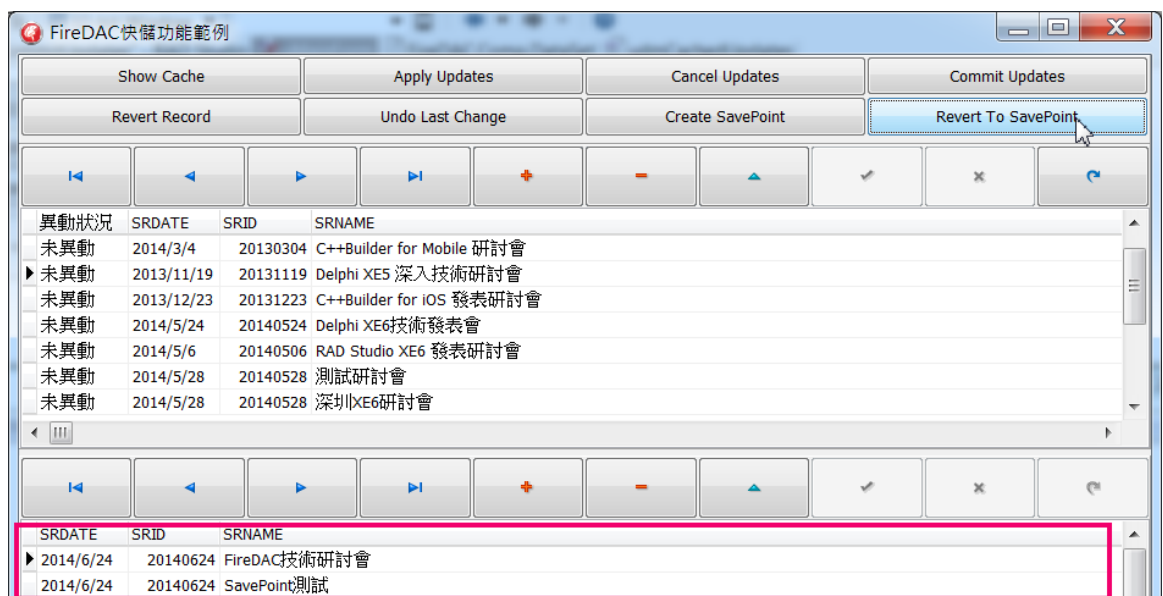 FireDAC快儲功能範例
Show Cache Apply Updates Cancel Updates Commit Updates
Revert Record Undo Last Change Create SavePoint Revert To SavePoint
異動狀況 SRDATE SRID SRNAME
未異動 2014/3/4 20130304 C++Builder for Mobile 研討會
未異動 2013/11/19 20131119 Delphi XE5 深入技術研討會
未異動 2013/12/23 20131223 C++Builder for iOS 發表研討會
未異動 2014/5/24 20140524 Delphi XE6技術發表會
未異動 2014/5/6 20140506 RAD Studio XE6 發表研討會
未異動 2014/5/28 20140528 測試研討會
未異動 2014/5/28 20140528 深圳XE6研討會
SRDATE SRID SRNAME
2014/6/24 20140624 FireDAC技術研討會
2014/6/24 20140624 SavePoint測試